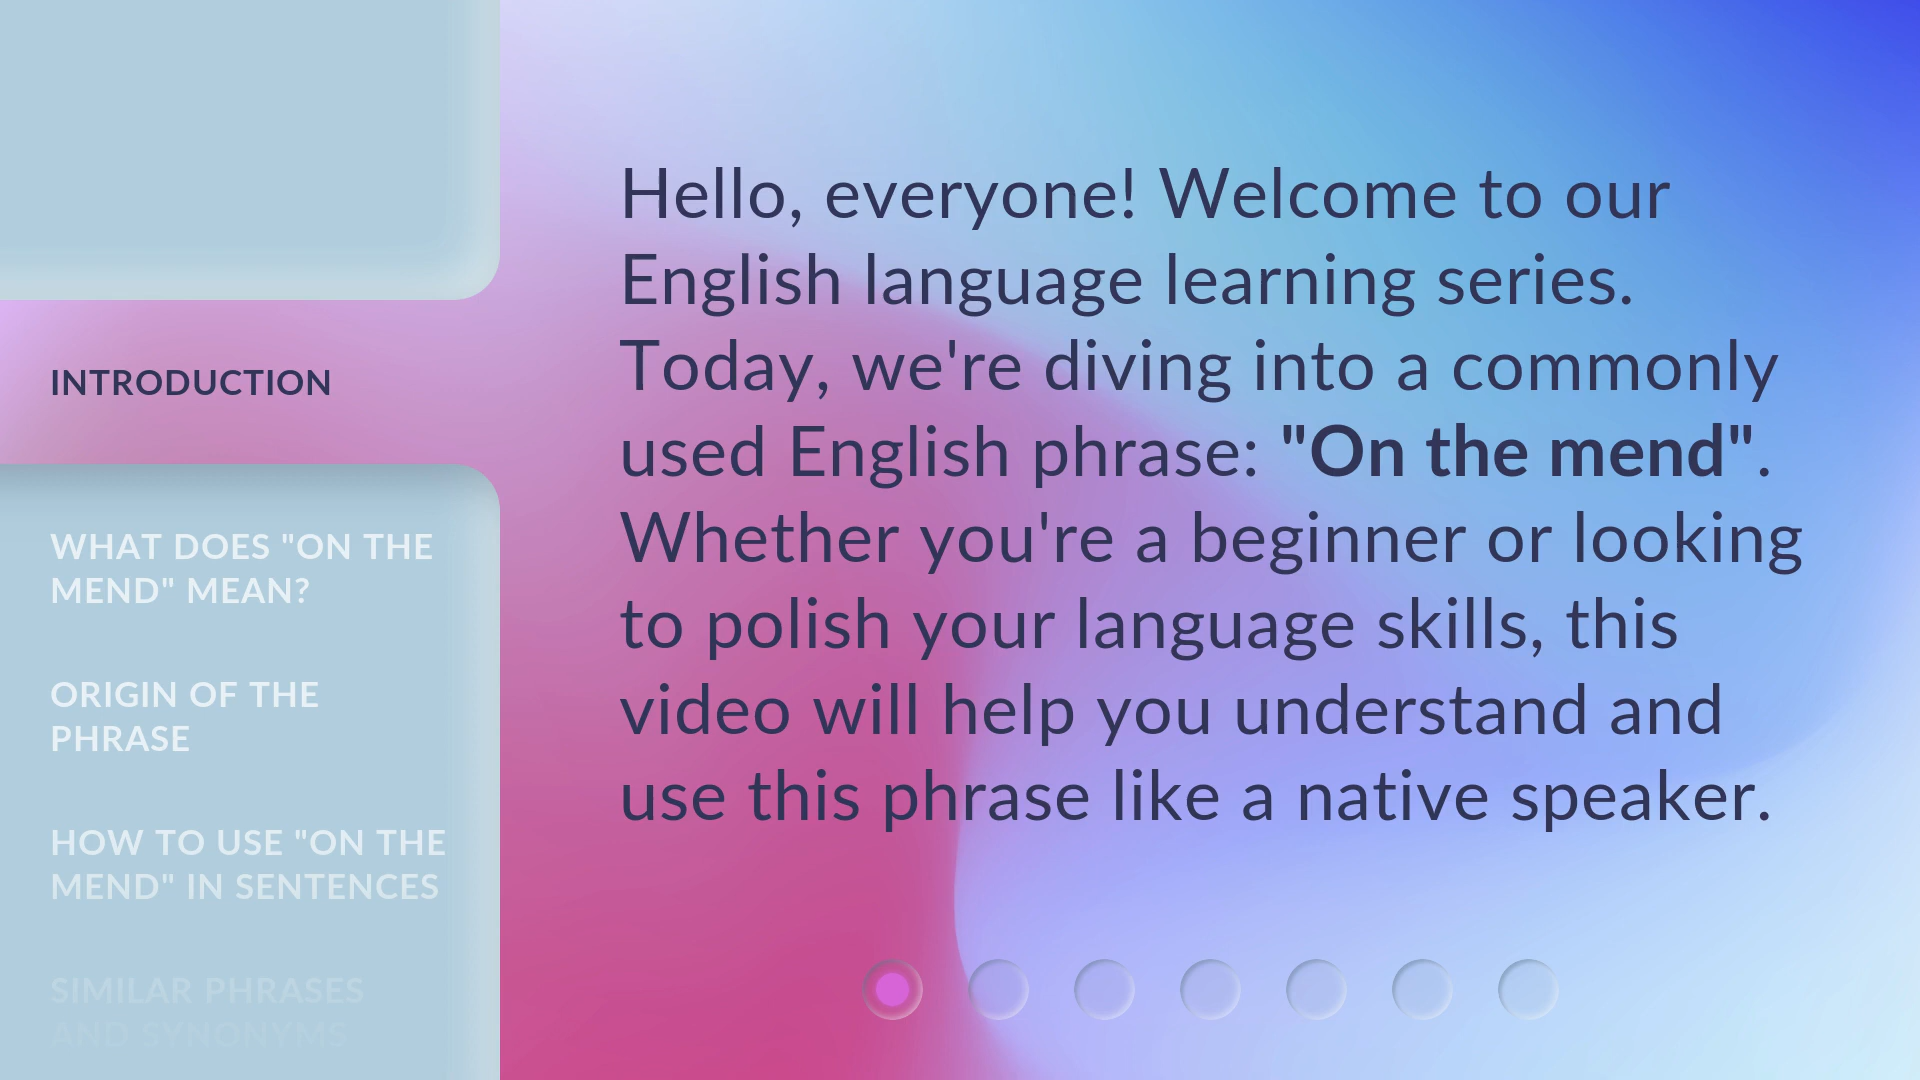 INTRODUCTION
WHAT DOES "ON THE
MEND" MEAN?
ORIGIN OF THE
PHRASE
HOW TO USE "ON THE
MEND" IN SENTENCES
SIMILAR PHRASES
AND SYNONYMS
Hello, everyone! Welcome to our
English language learning series.
Today, we're diving into a commonly
used English phrase: "On the mend".
Whether you're a beginner or looking
to polish your language skills, this
video will help you understand and
use this phrase like a native speaker.